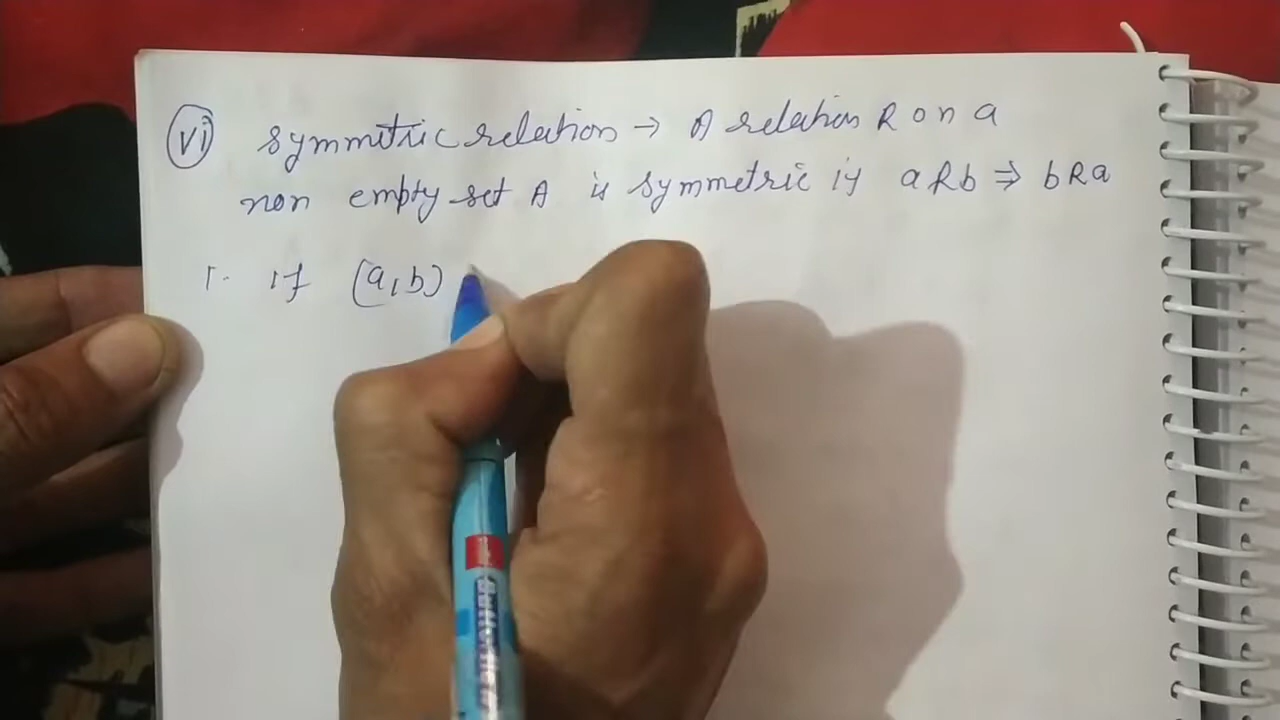 (vi) symmetric relation → A relation R on a
non empty set A is symmetric if aRb ⇒ bRa
1. if (a,b)